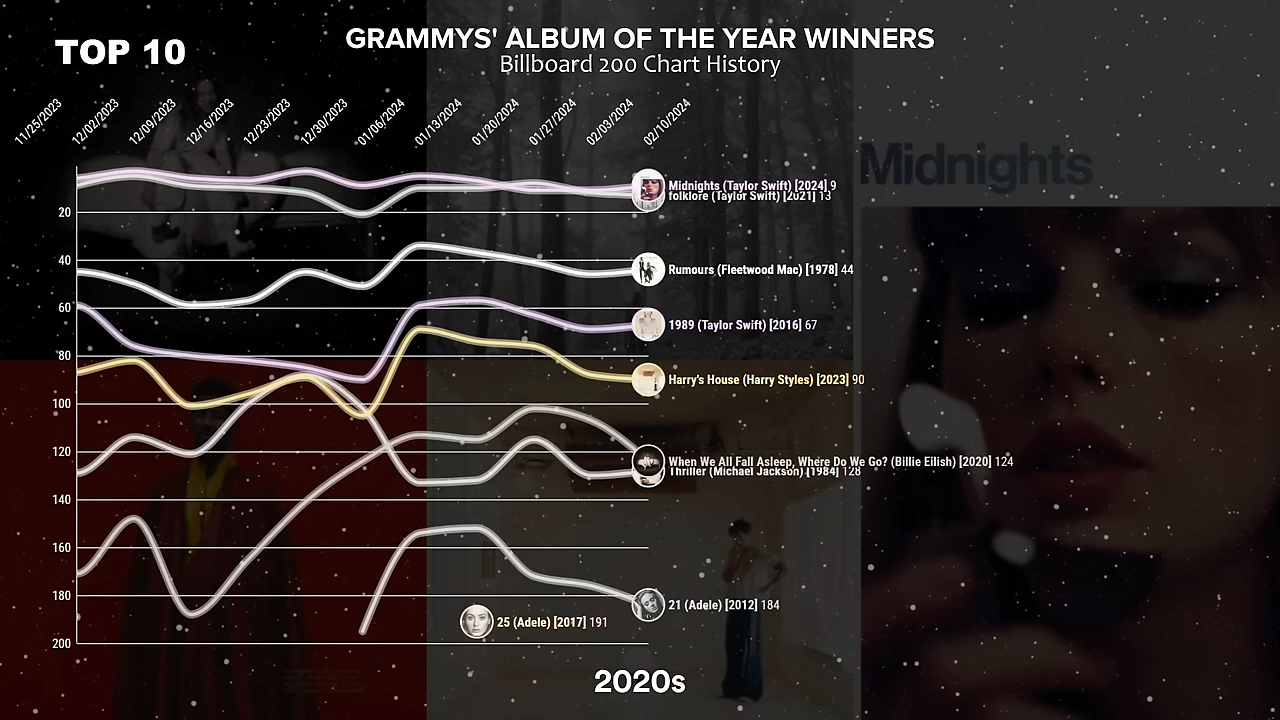 TOP 10
GRAMMYS' ALBUM OF THE YEAR WINNERS
Billboard 200 Chart History
11/25/2023
12/02/2023
12/09/2023
12/16/2023
12/23/2023
12/30/2023
01/06/2024
01/13/2024
01/20/2024
01/27/2024
02/03/2024
02/10/2024
Midnights
Midnights (Taylor Swift) [2024] 9
folklore (Taylor Swift) [2021] 13
20
40
Rumours (Fleetwood Mac) [1978] 44
60
1989 (Taylor Swift) [2016] 67
80
Harry's House (Harry Styles) [2023] 90
100
120
When We All Fall Asleep, Where Do We Go? (Billie Eilish) [2020] 124
Thriller (Michael Jackson) [1984] 128
140
160
180
21 (Adele) [2012] 184
25 (Adele) [2017] 191
200
2020s